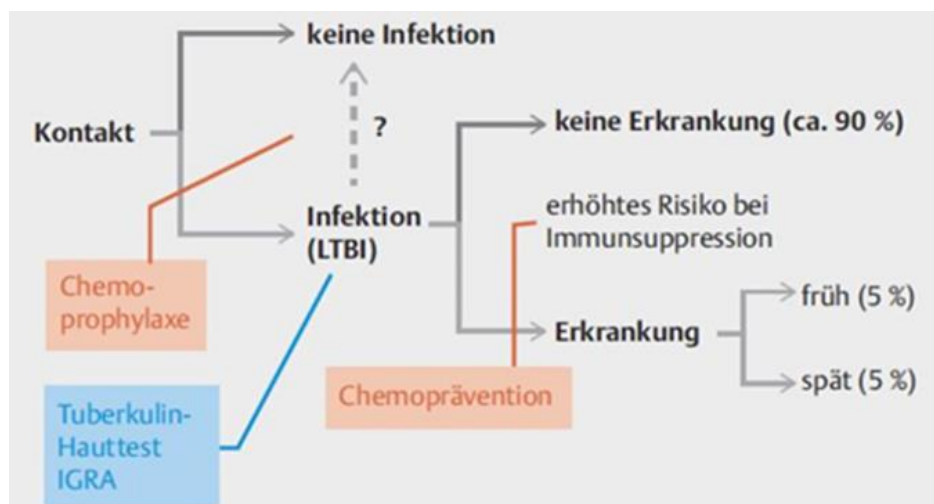 keine Infektion
Kontakt
?
keine Erkrankung (ca. 90 %)
Infektion
(LTBI)
erhöhtes Risiko bei
Immunsuppression
Chemo-
prophylaxe
früh (5 %)
Erkrankung
spät (5 %)
Chemoprävention
Tuberkulin-
Hauttest
IGRA